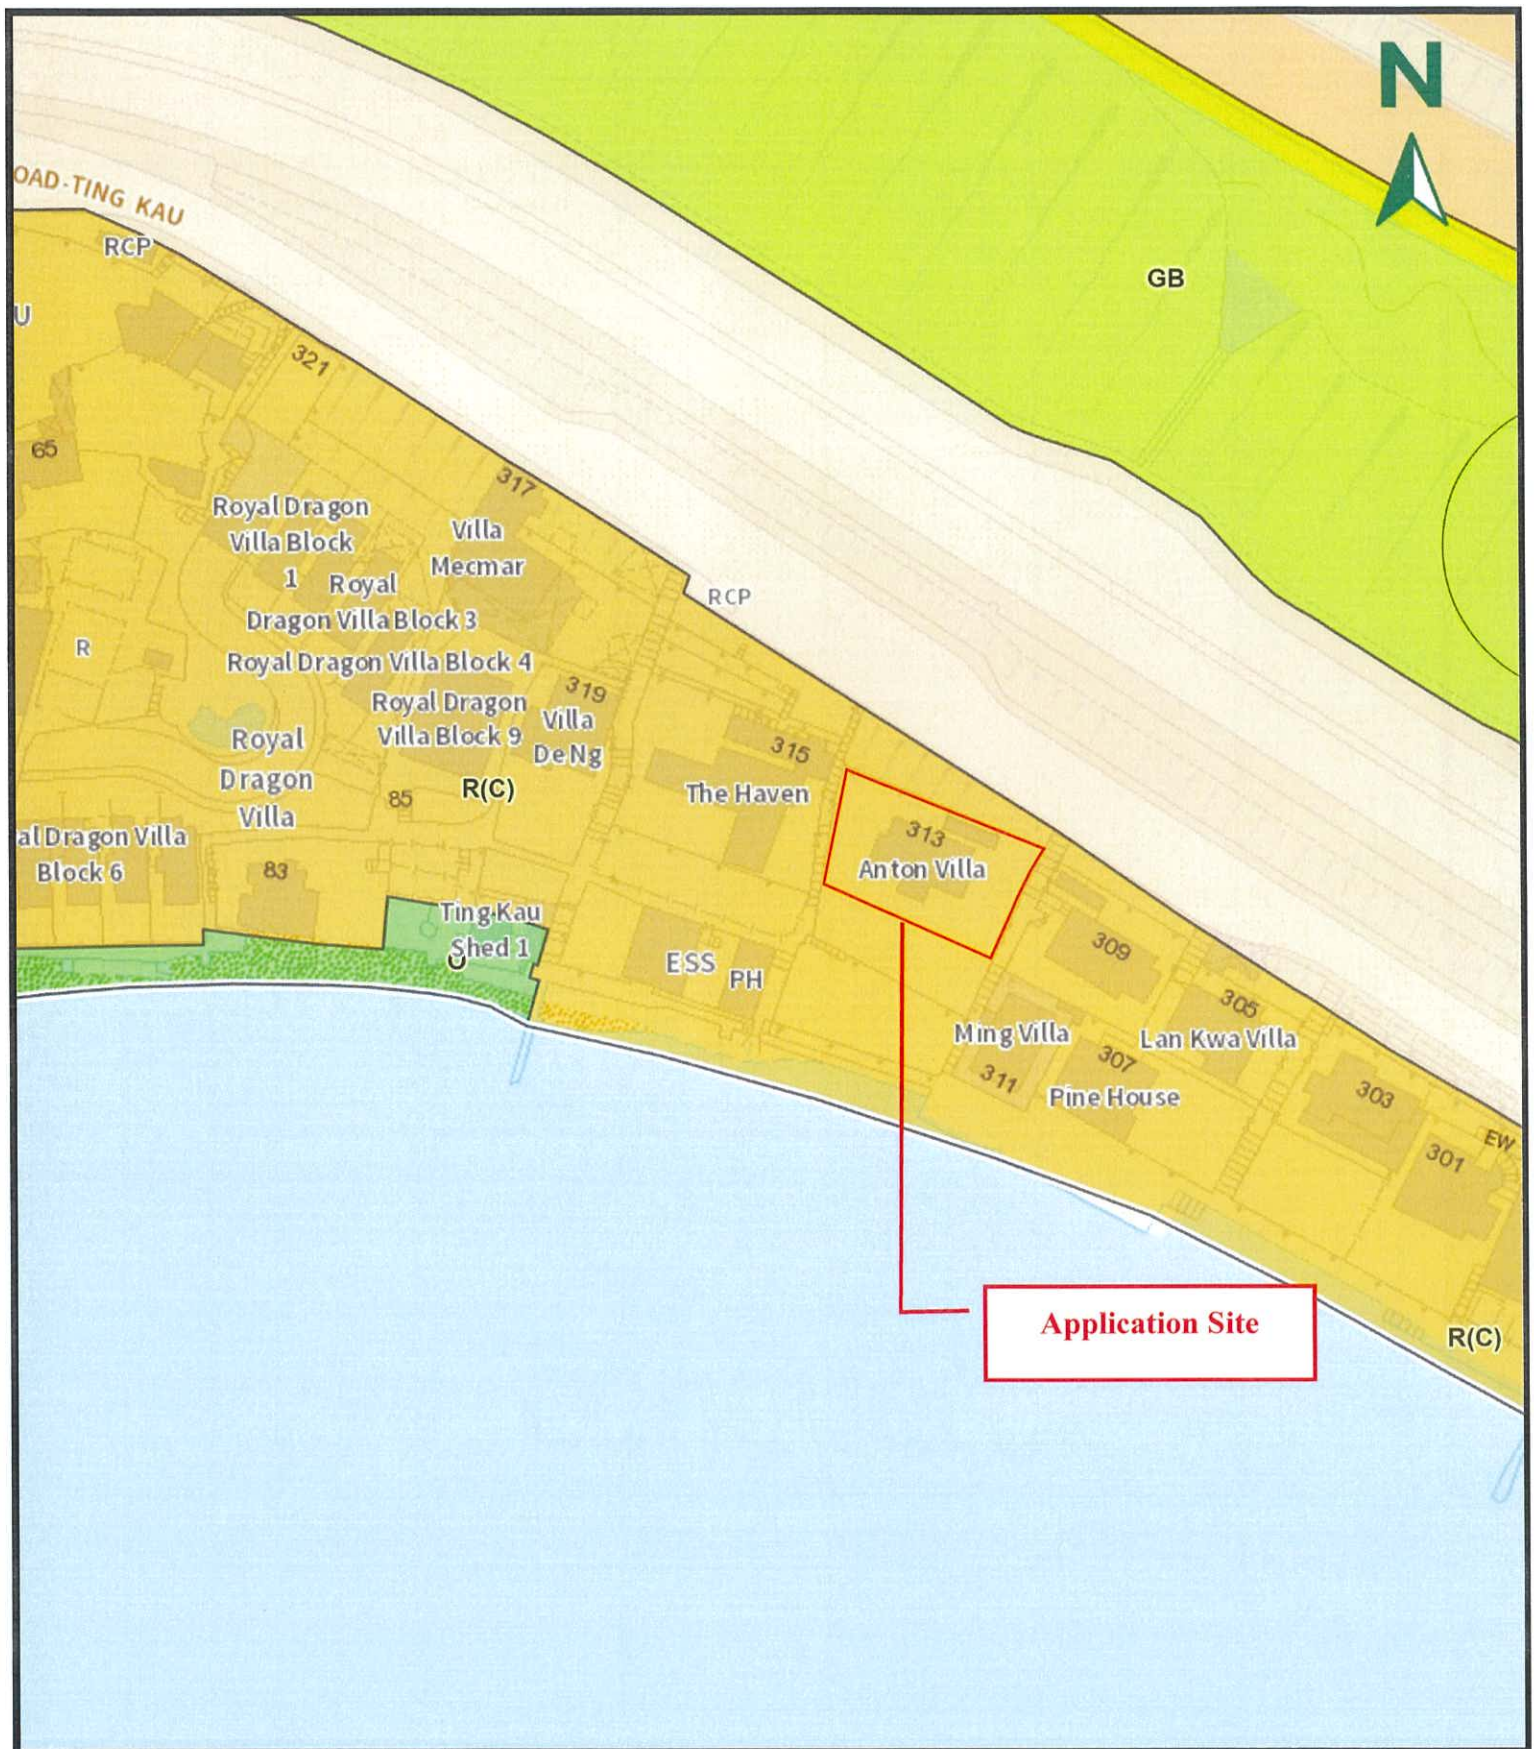 N
OAD-TING KAU
RCP
GB
U
321
65
317
Royal Dragon
Villa Block
1
Villa
Mecmar
Royal
Dragon Villa Block 3
RCP
R
Royal Dragon Villa Block 4
319
Royal Dragon
Villa Block 9
Villa
De Ng
Royal
Dragon
Villa
315
R(C)
85
The Haven
313
Anton Villa
al Dragon Villa
Block 6
83
Ting Kau
Shed 1
O
309
ESS
PH
305
Ming Villa
311
Lan Kwa Villa
307
Pine House
303
EW
301
Application Site
R(C)